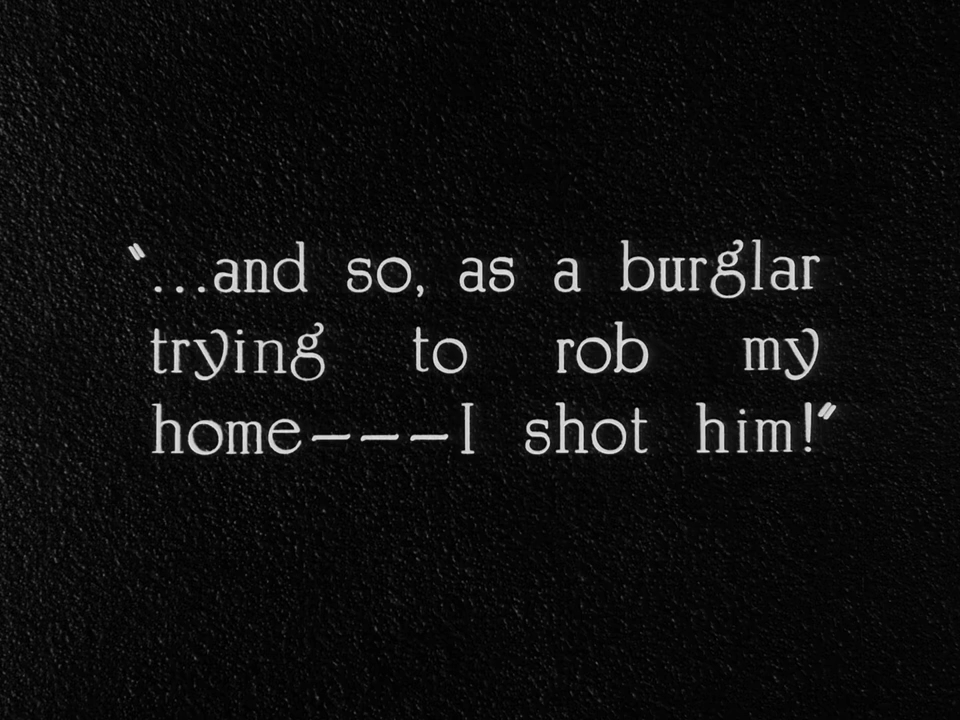 "...and so, as a burglar
trying to rob my
home———I shot him!"